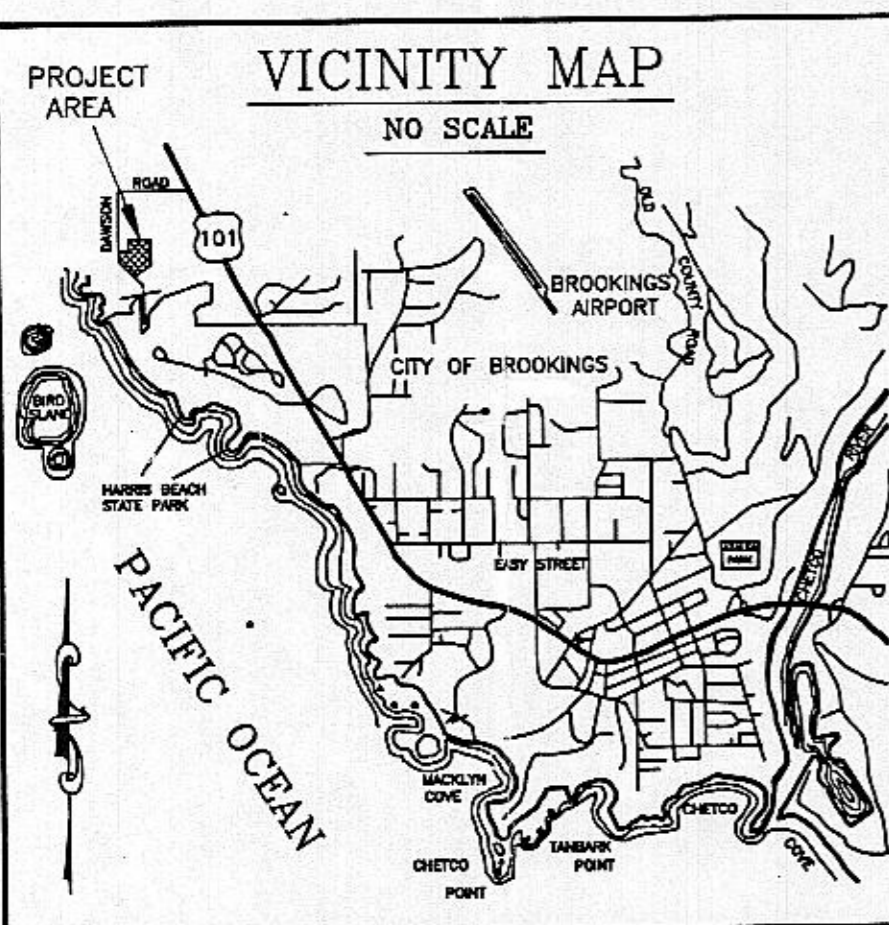 VICINITY MAP
NO SCALE
PROJECT
AREA
ROAD
DAWSON
101
OLD
COUNTY
ROAD
BROOKINGS
AIRPORT
CITY OF BROOKINGS
BIRD
ISLAND
HARRIS BEACH
STATE PARK
EASY STREET
PARK
RIVER
CHETCO
PACIFIC OCEAN
MACKLYN
COVE
CHETCO
POINT
TANBARK
POINT
CHETCO
COVE